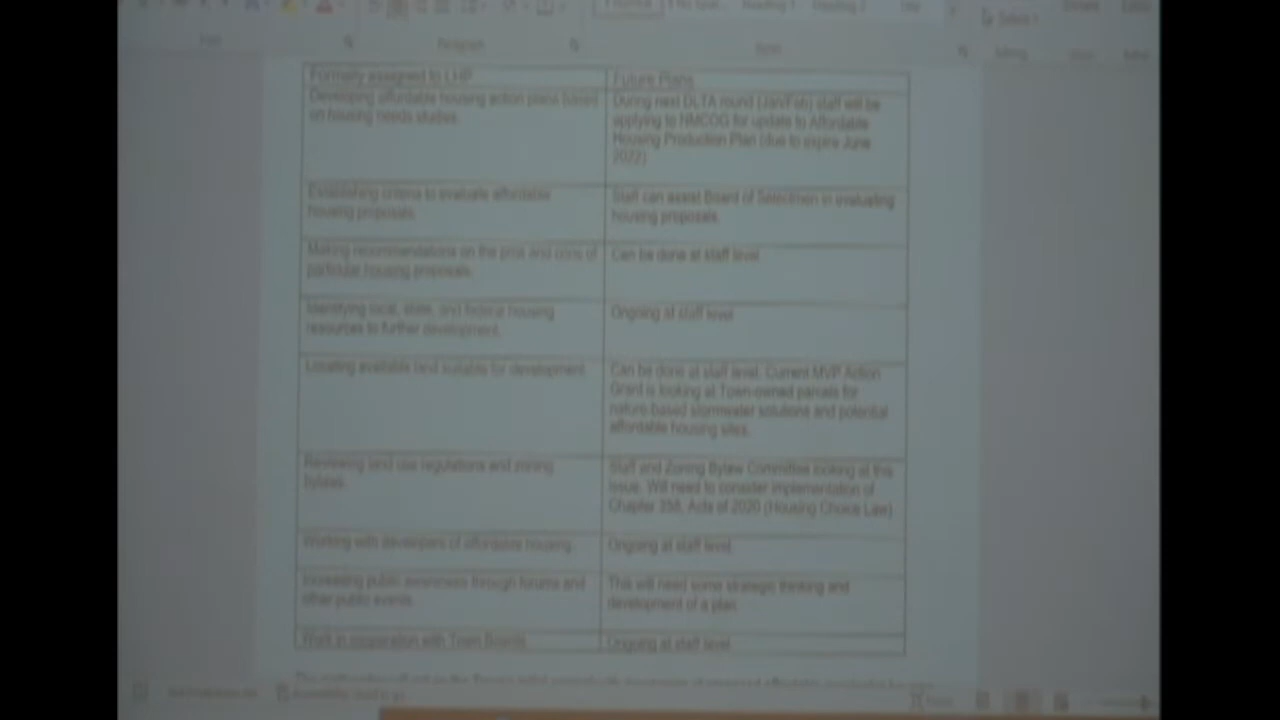 Formally assigned to LHP
Future Plans
Developing affordable housing action plans based
on housing needs studies.
During next DLTA round (Jan/Feb) staff will be
applying to NMCOG for update to Affordable
Housing Production Plan (due to expire June
2022)
Establishing criteria to evaluate affordable
housing proposals.
Staff can assist Board of Selectmen in evaluating
housing proposals.
Making recommendations on the pros and cons of
particular housing proposals.
Can be done at staff level
Identifying local, state, and federal housing
resources to further development.
Ongoing at staff level
Locating available land suitable for development.
Can be done at staff level. Current MVP Action
Grant is looking at Town-owned parcels for
nature-based stormwater solutions and potential
affordable housing sites.
Reviewing land use regulations and zoning
bylaws.
Staff and Zoning Bylaw Committee looking at this
issue. Will need to consider implementation of
Chapter 358, Acts of 2020 (Housing Choice Law)
Working with developers of affordable housing.
Ongoing at staff level.
Increasing public awareness through forums and
other public events.
This will need some strategic thinking and
development of a plan.
Work in cooperation with Town Boards.
Ongoing at staff level.